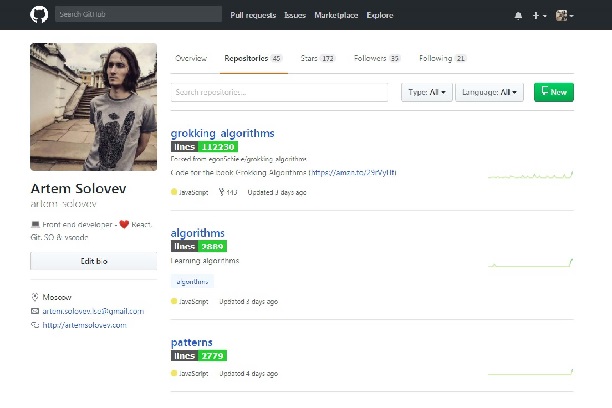 Search GitHub
Pull requests Issues Marketplace Explore
Overview Repositories 45 Stars 172 Followers 35 Following 21
Search repositories...
Type: All Language: All New
grokking_algorithms
lines 112230
Forked from egonSchiele/grokking_algorithms
Code for the book Grokking Algorithms (https://amzn.to/29rVyHf)
JavaScript 443 Updated 3 days ago
Artem Solovev
artem-solovev
Front end developer - React,
Git, SO & vscode
Edit bio
Moscow
http://artemsolovev.com
algorithms
lines 2889
Learning algorithms
algorithms
JavaScript Updated 3 days ago
patterns
lines 2779
JavaScript Updated 4 days ago